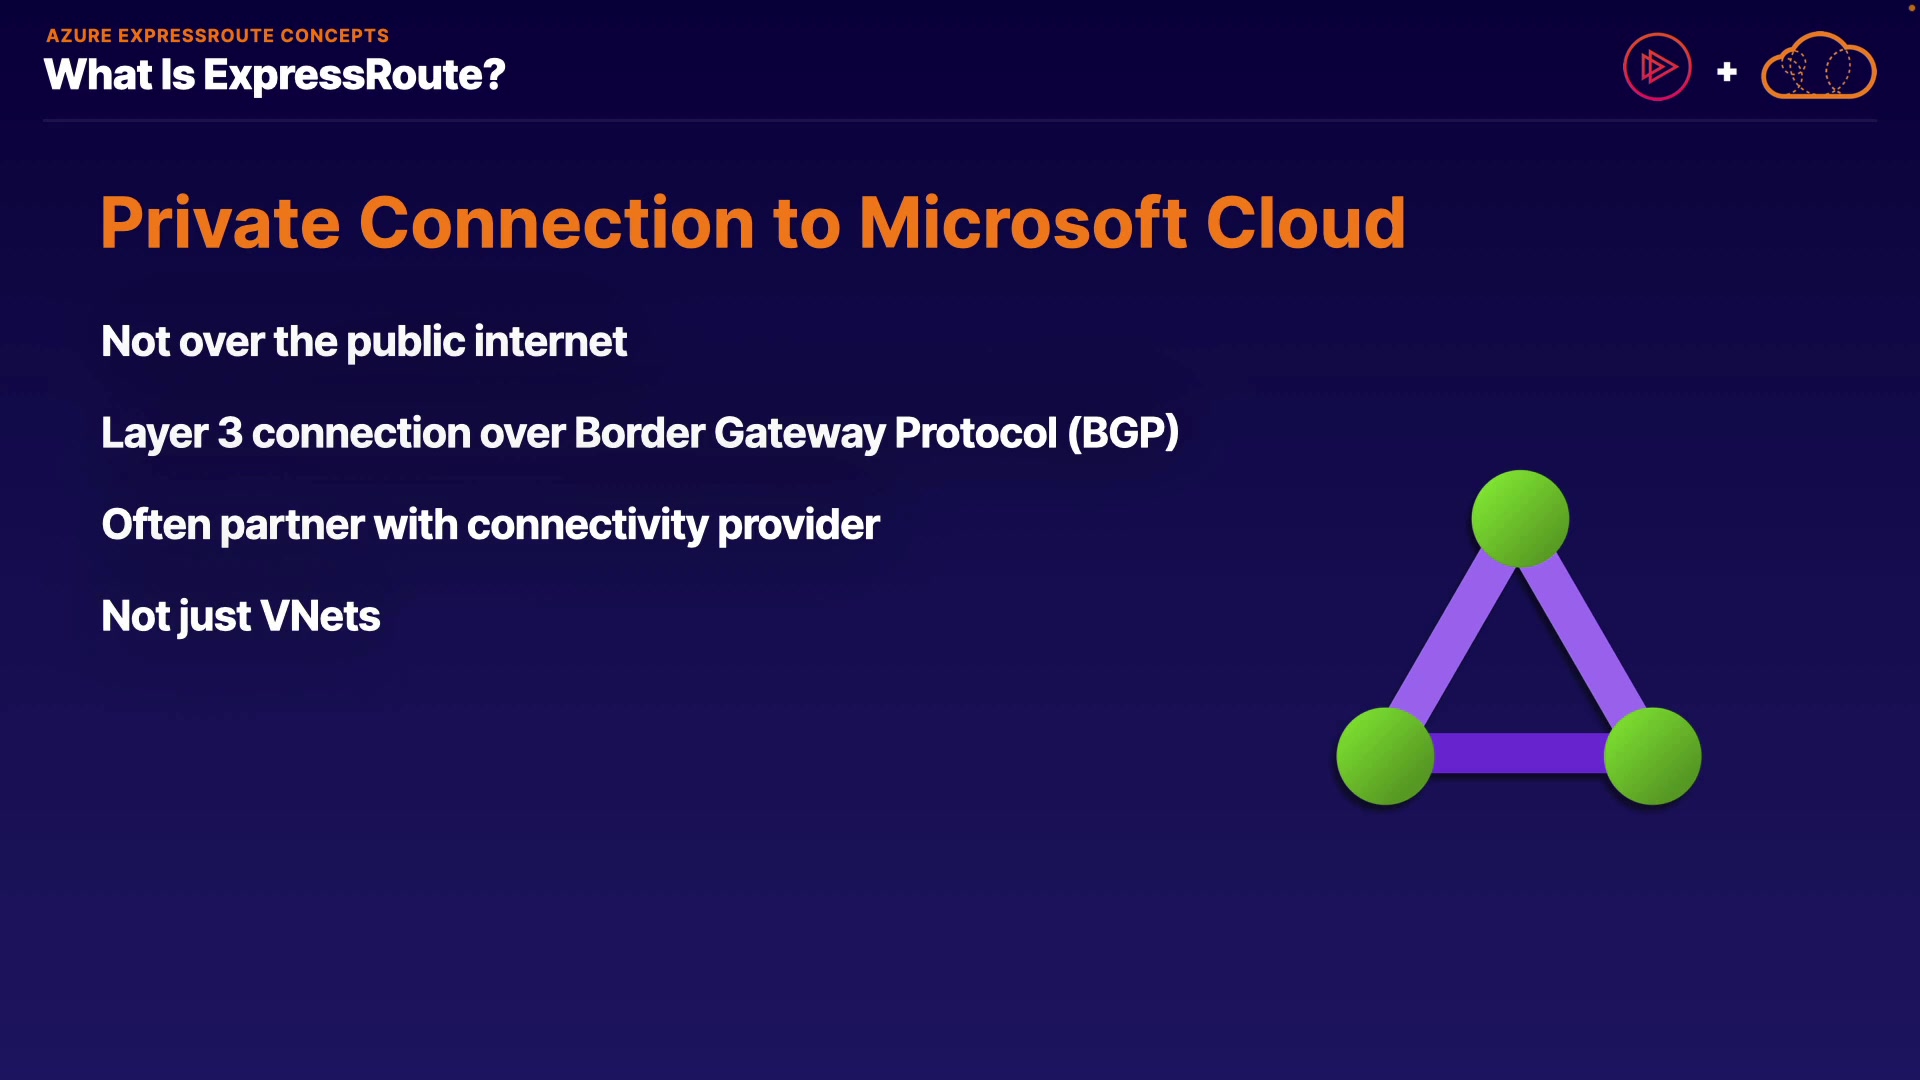 AZURE EXPRESSROUTE CONCEPTS
What Is ExpressRoute?
Private Connection to Microsoft Cloud
Not over the public internet
Layer 3 connection over Border Gateway Protocol (BGP)
Often partner with connectivity provider
Not just VNets